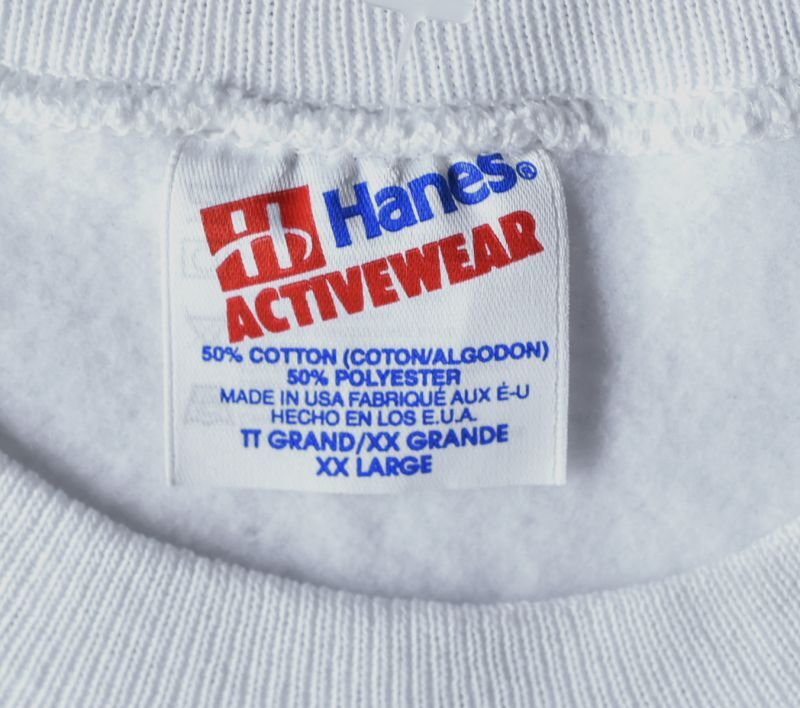 Hanes®
ACTIVEWEAR
50% COTTON (COTON/ALGODON)
50% POLYESTER
MADE IN USA FABRIQUÉ AUX É-U
HECHO EN LOS E.U.A.
TT GRAND/XX GRANDE
XX LARGE